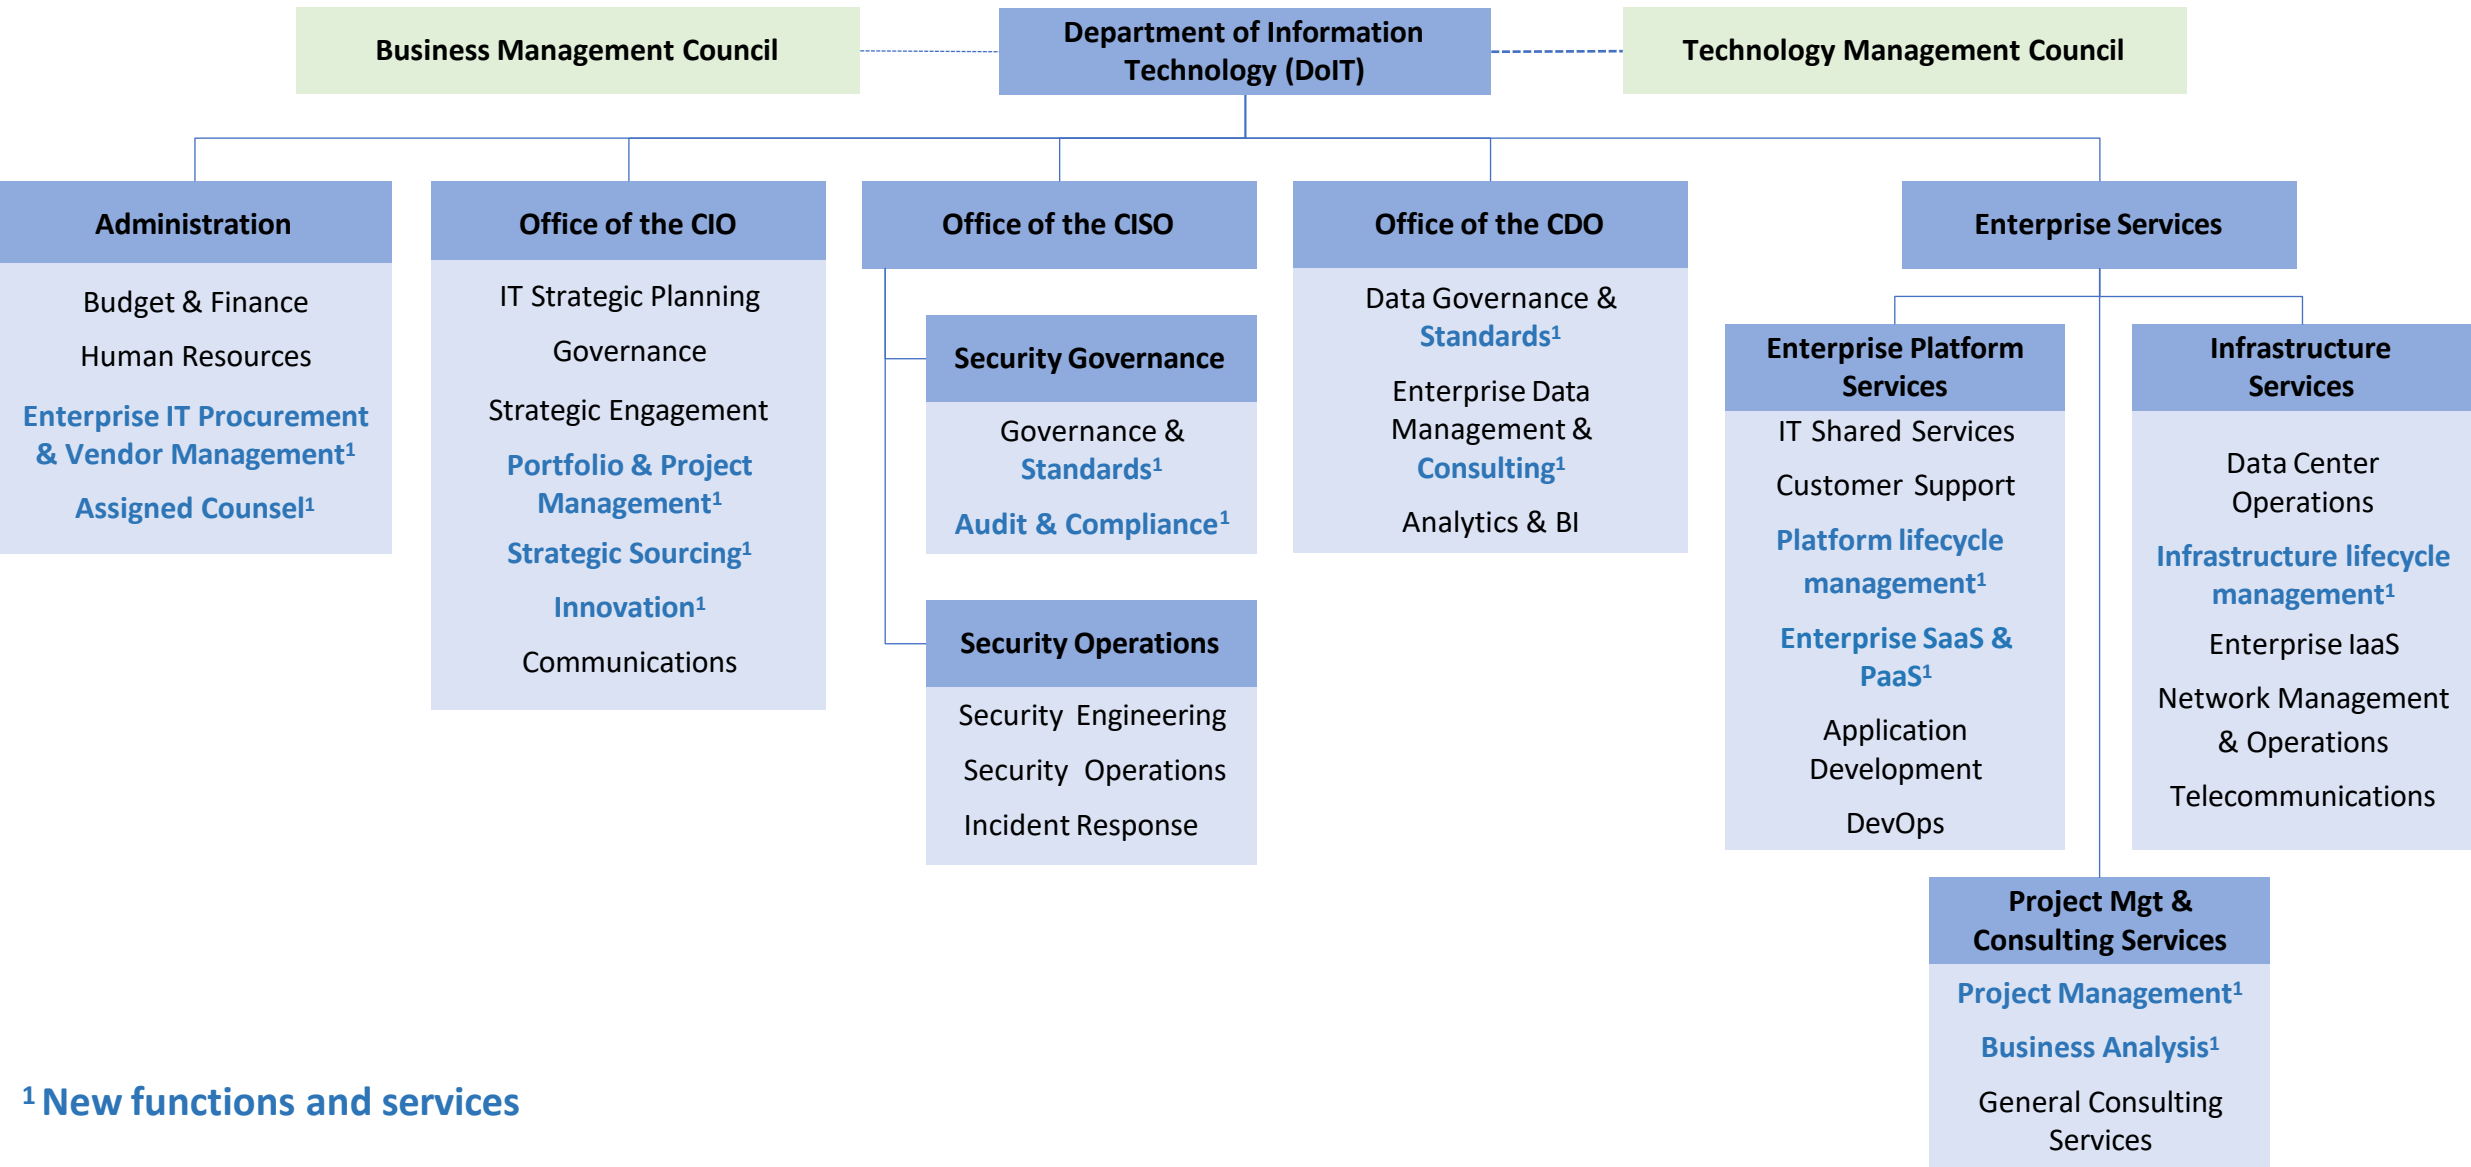 Business Management Council
Department of Information
Technology (DoIT)
Technology Management Council
Administration
Budget & Finance
Human Resources
Enterprise IT Procurement
& Vendor Management¹
Assigned Counsel¹
Office of the CIO
IT Strategic Planning
Governance
Strategic Engagement
Portfolio & Project
Management¹
Strategic Sourcing¹
Innovation¹
Communications
Office of the CISO
Security Governance
Governance &
Standards¹
Audit & Compliance¹
Security Operations
Security Engineering
Security Operations
Incident Response
Office of the CDO
Data Governance &
Standards¹
Enterprise Data
Management &
Consulting¹
Analytics & BI
Enterprise Services
Enterprise Platform
Services
IT Shared Services
Customer Support
Platform lifecycle
management¹
Enterprise SaaS &
PaaS¹
Application
Development
DevOps
Infrastructure
Services
Data Center
Operations
Infrastructure lifecycle
management¹
Enterprise IaaS
Network Management
& Operations
Telecommunications
Project Mgt &
Consulting Services
Project Management¹
Business Analysis¹
General Consulting
Services
¹ New functions and services